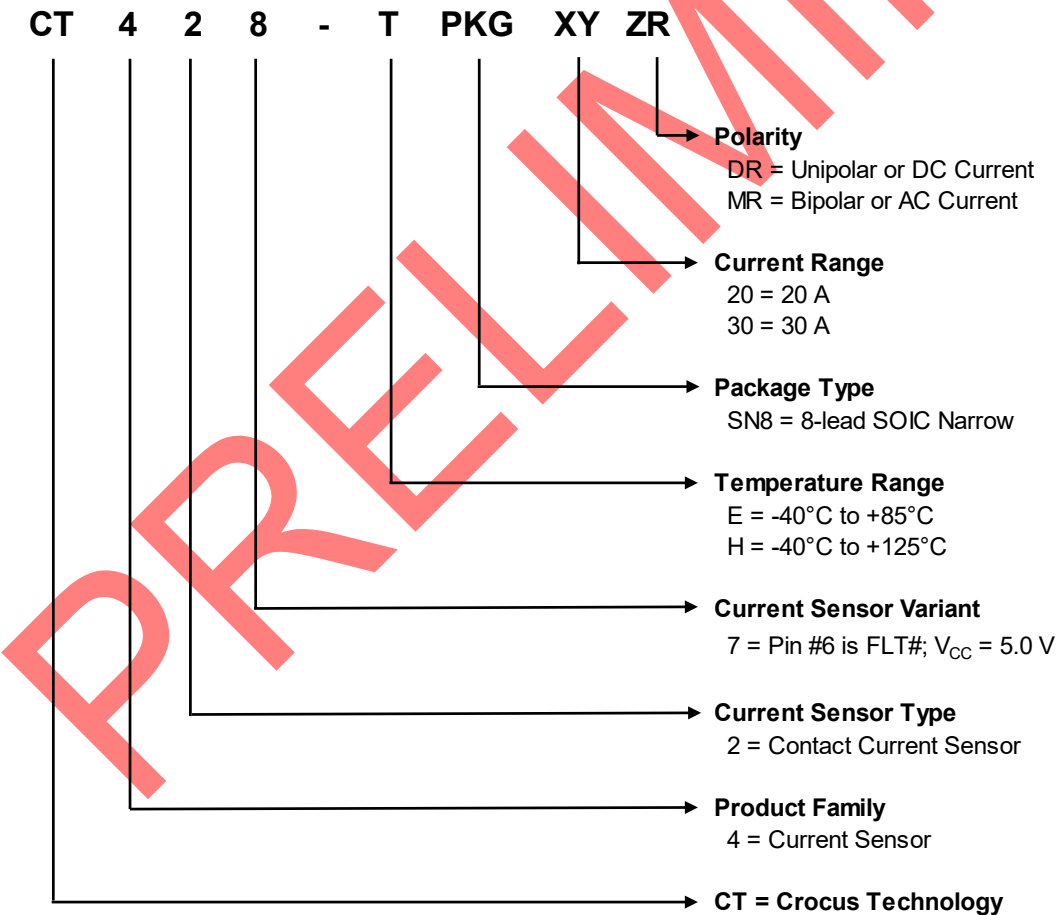 CT 4 2 8 - T PKG XY ZR
Polarity
DR = Unipolar or DC Current
MR = Bipolar or AC Current
Current Range
20 = 20 A
30 = 30 A
Package Type
SN8 = 8-lead SOIC Narrow
Temperature Range
E = -40°C to +85°C
H = -40°C to +125°C
Current Sensor Variant
7 = Pin #6 is FLT#; VCC = 5.0 V
Current Sensor Type
2 = Contact Current Sensor
Product Family
4 = Current Sensor
CT = Crocus Technology
PRELIMI